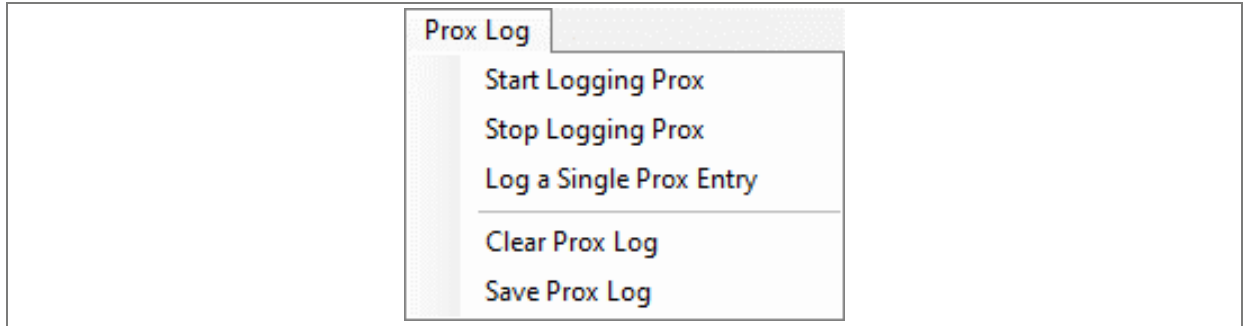 Prox Log
Start Logging Prox
Stop Logging Prox
Log a Single Prox Entry
Clear Prox Log
Save Prox Log